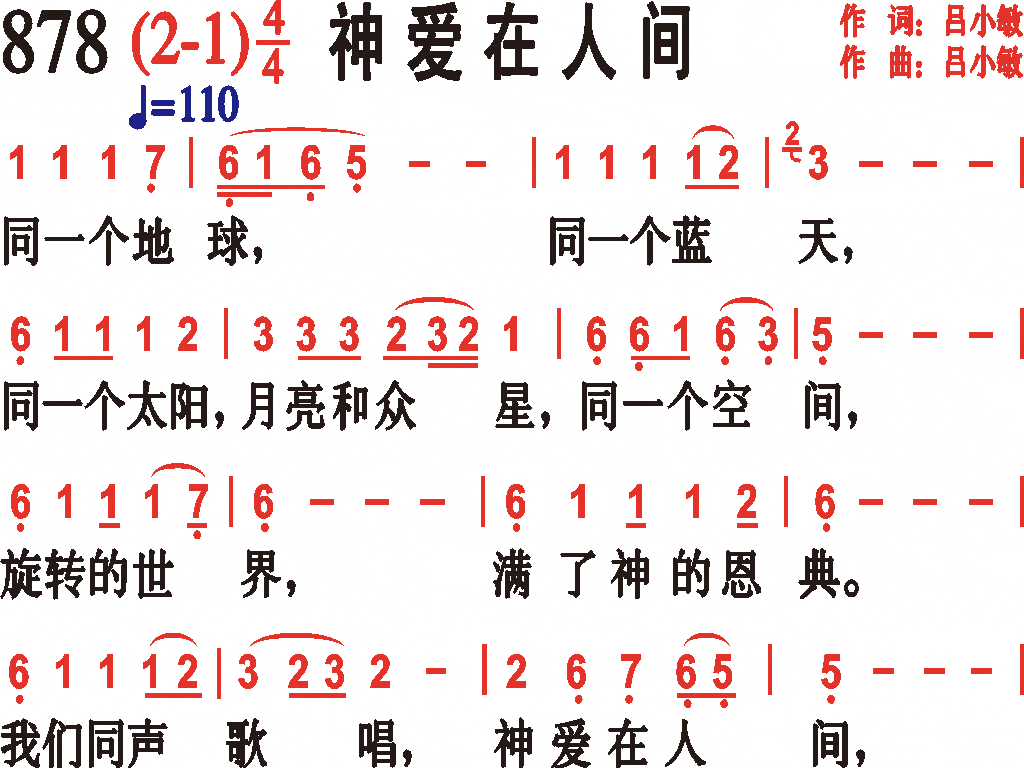 878 (2-1) 4/4 神爱在人间 作 词：吕小敏
作 曲：吕小敏
♩=110
1 1 1 7 | 6 1 6 5 - - | 1 1 1 1 2 | 2 3 - - - |
同一个地 球， 同一个蓝 天，
6 1 1 1 2 | 3 3 3 2 3 2 1 | 6 6 1 6 3 | 5 - - - |
同一个太阳，月亮和众 星，同一个空 间，
6 1 1 1 7 | 6 - - - | 6 1 1 1 2 | 6 - - - |
旋转的世 界， 满了神的恩 典。
6 1 1 1 2 | 3 2 3 2 - | 2 6 7 6 5 | 5 - - - |
我们同声 歌 唱，神爱在人 间，